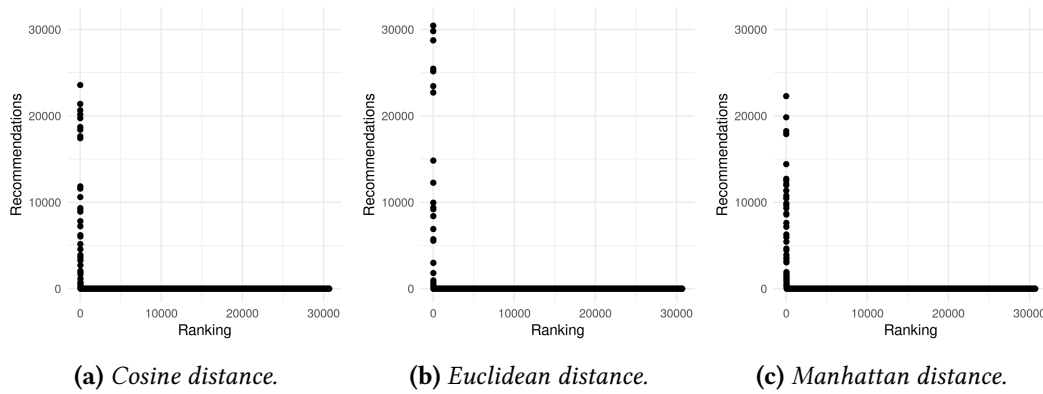 30000
20000
10000
0
Recommendations
0 10000 20000 30000
Ranking
(a) Cosine distance.
30000
20000
10000
0
Recommendations
0 10000 20000 30000
Ranking
(b) Euclidean distance.
30000
20000
10000
0
Recommendations
0 10000 20000 30000
Ranking
(c) Manhattan distance.